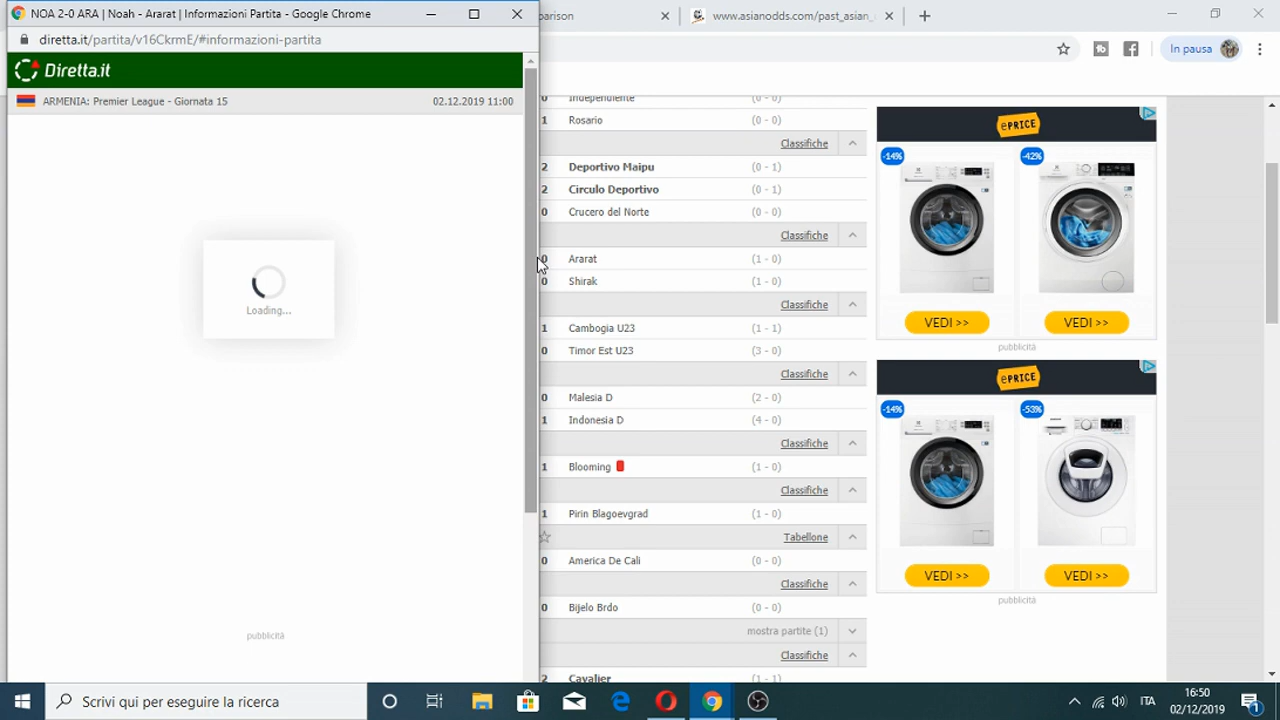 NOA 2-0 ARA | Noah - Ararat | Informazioni Partita - Google Chrome
parison
www.asianodds.com/past_asian_
diretta.it/partita/v16CkrmE/#informazioni-partita
In pausa
Diretta.it
ARMENIA: Premier League - Giornata 15
02.12.2019 11:00
Loading...
pubblicità
0 Independiente (0 - 0)
1 Rosario
Classifiche
2 Deportivo Maipu (0 - 1)
2 Circulo Deportivo (0 - 1)
0 Crucero del Norte (0 - 0)
Classifiche
0 Ararat (1 - 0)
0 Shirak (1 - 0)
Classifiche
1 Cambogia U23 (1 - 1)
0 Timor Est U23 (3 - 0)
Classifiche
0 Malesia D (2 - 0)
1 Indonesia D (4 - 0)
Classifiche
1 Blooming (1 - 0)
Classifiche
1 Pirin Blagoevgrad (1 - 0)
Tabellone
0 America De Cali (0 - 0)
Classifiche
0 Bijelo Brdo (0 - 0)
mostra partite (1)
Classifiche
2 Cavalier (1 - 1)
ePRICE
-14%
-42%
VEDI >>
VEDI >>
pubblicità
ePRICE
-14%
-53%
VEDI >>
VEDI >>
pubblicità
Scrivi qui per eseguire la ricerca
ITA
16:50
02/12/2019
1